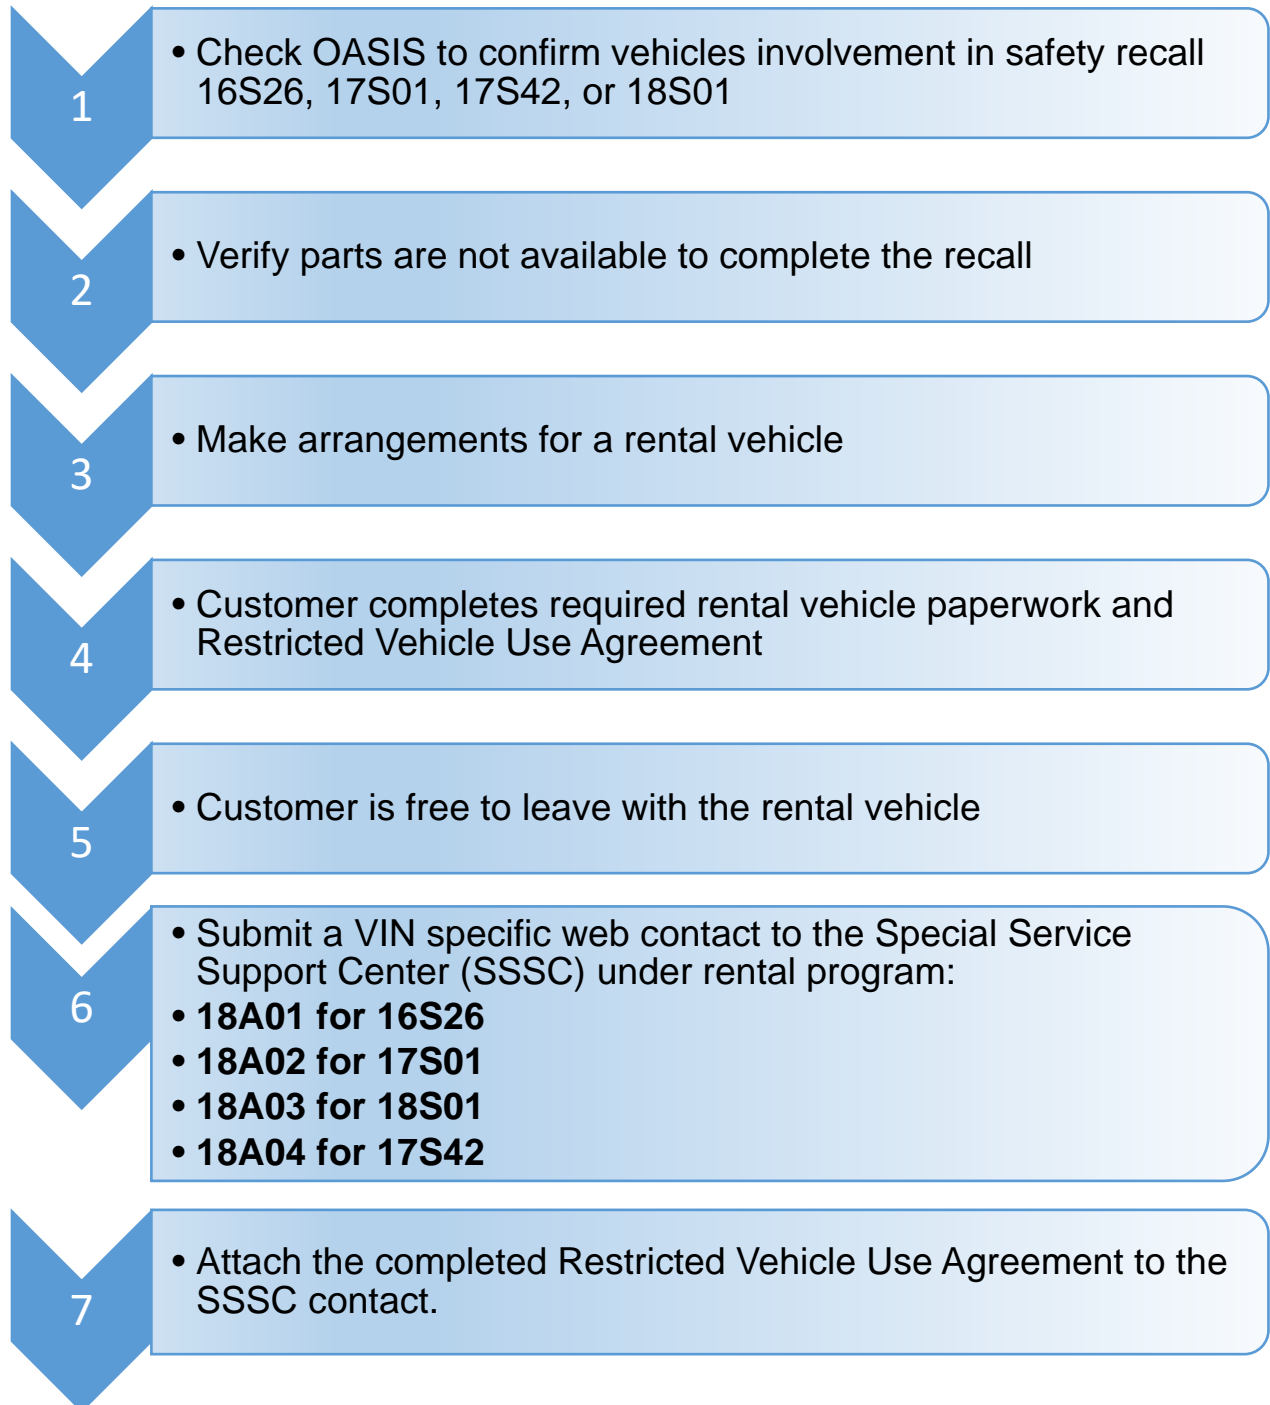 1
• Check OASIS to confirm vehicles involvement in safety recall
16S26, 17S01, 17S42, or 18S01
2
• Verify parts are not available to complete the recall
3
• Make arrangements for a rental vehicle
4
• Customer completes required rental vehicle paperwork and
Restricted Vehicle Use Agreement
5
• Customer is free to leave with the rental vehicle
6
• Submit a VIN specific web contact to the Special Service
Support Center (SSSC) under rental program:
• 18A01 for 16S26
• 18A02 for 17S01
• 18A03 for 18S01
• 18A04 for 17S42
7
• Attach the completed Restricted Vehicle Use Agreement to the
SSSC contact.